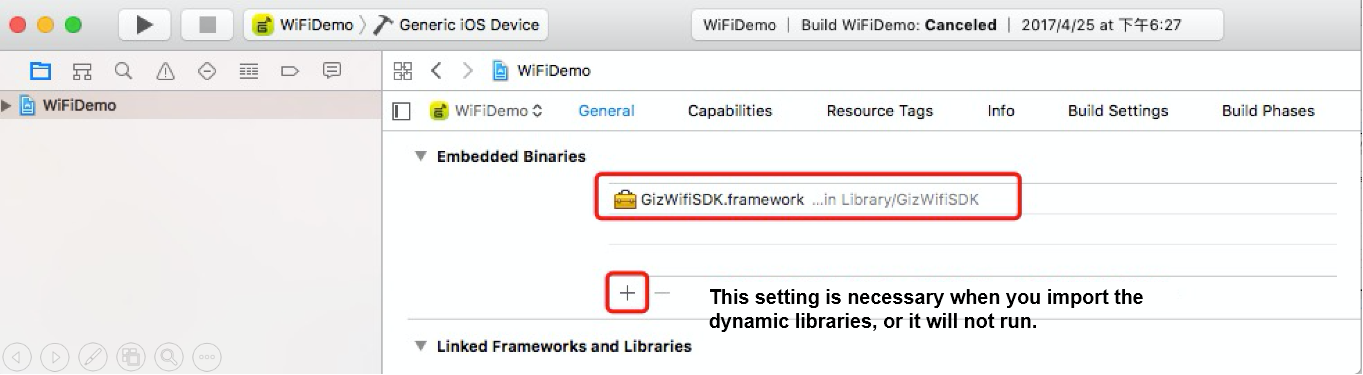 WiFiDemo 〉 Generic iOS Device
WiFiDemo | Build WiFiDemo: Canceled | 2017/4/25 at 下午6:27
WiFiDemo
WiFiDemo
WiFiDemo General Capabilities Resource Tags Info Build Settings Build Phases
Embedded Binaries
GizWifiSDK.framework ...in Library/GizWifiSDK
This setting is necessary when you import the
dynamic libraries, or it will not run.
Linked Frameworks and Libraries